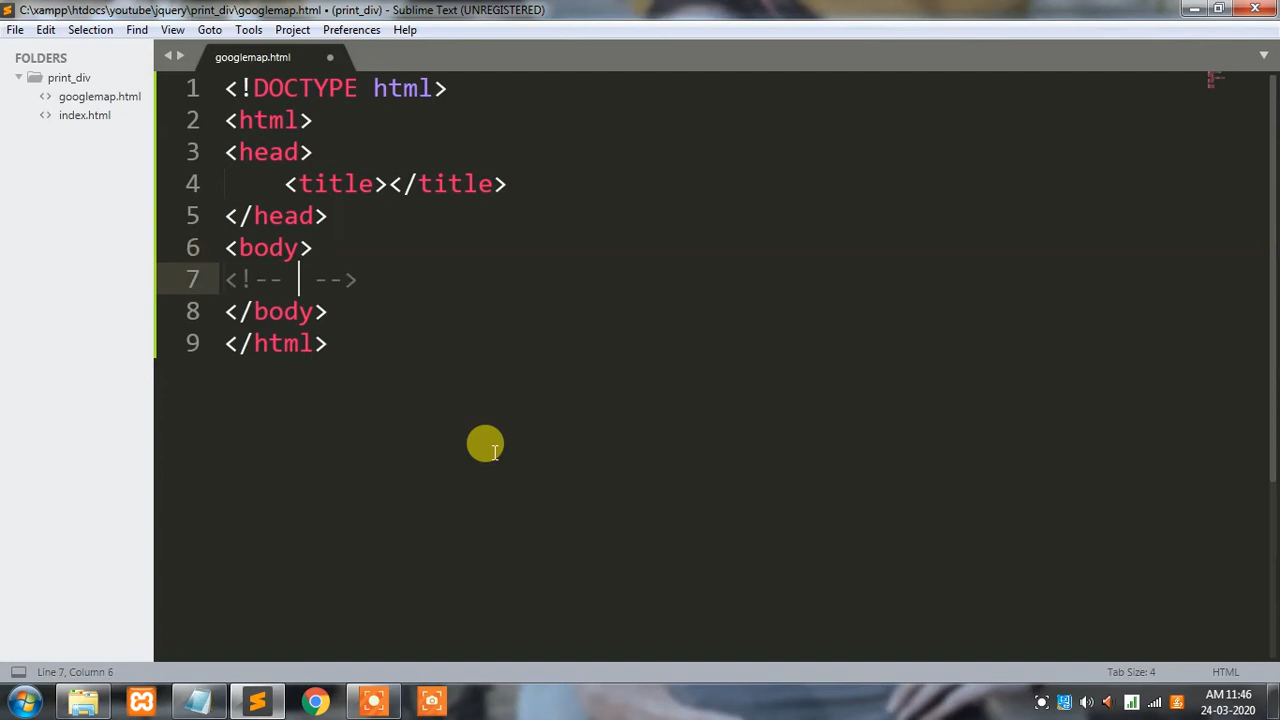 C:\xampp\htdocs\youtube\jquery\print_div\googlemap.html • (print_div) - Sublime Text (UNREGISTERED)
File Edit Selection Find View Goto Tools Project Preferences Help
FOLDERS
print_div
<> googlemap.html
<> index.html
googlemap.html
1 <!DOCTYPE html>
2 <html>
3 <head>
4 <title></title>
5 </head>
6 <body>
7 <!-- -->
8 </body>
9 </html>
Line 7, Column 6
Tab Size: 4
HTML
AM 11:46
24-03-2020